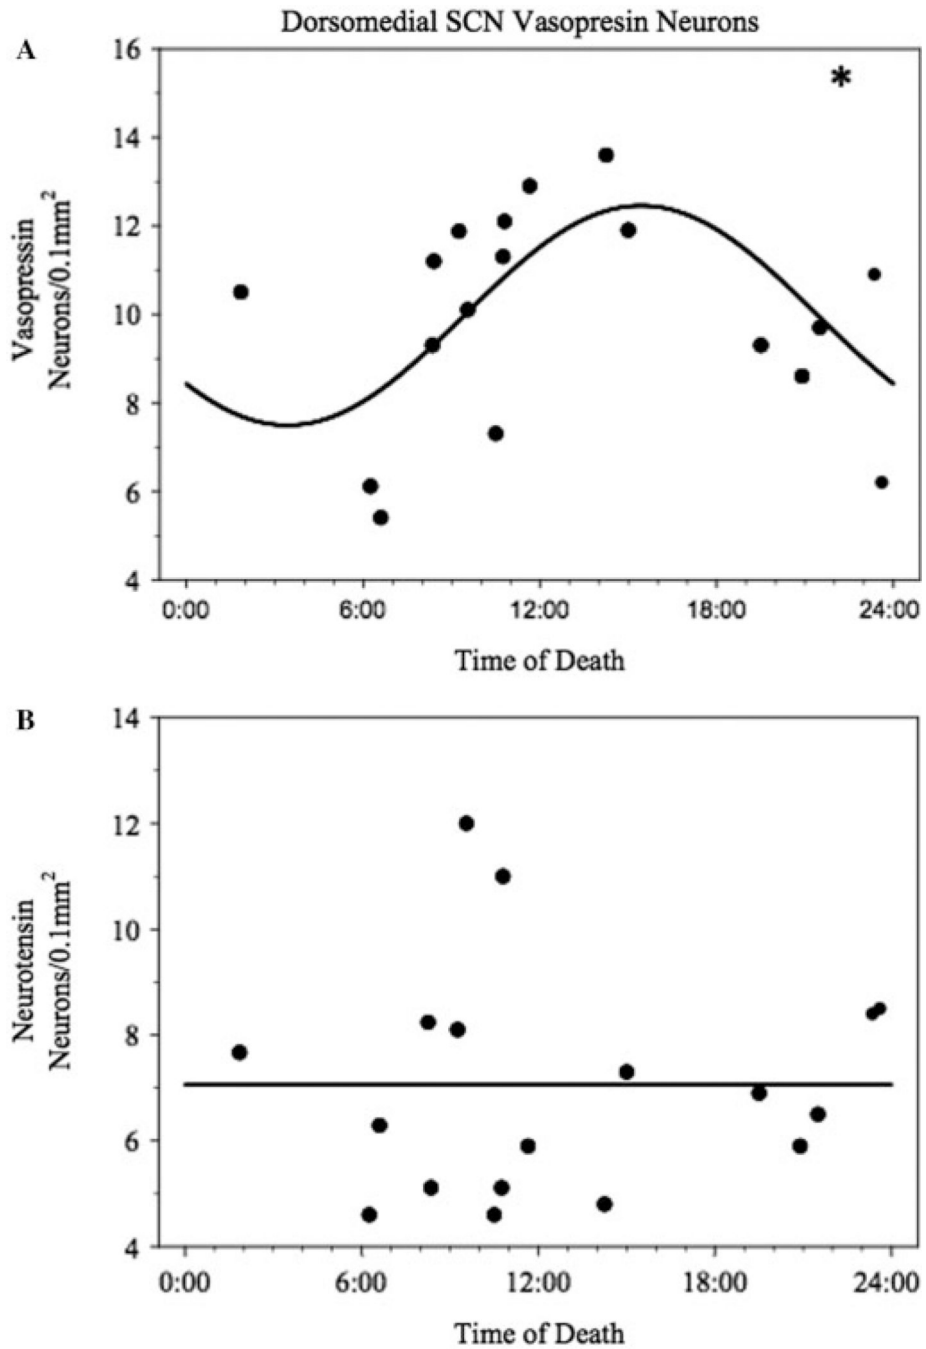 Dorsomedial SCN Vasopresin Neurons
A
16
*
14
12
10
8
6
4
Vasopressin
Neurons/0.1mm²
0:00 6:00 12:00 18:00 24:00
Time of Death
B
14
12
10
8
6
4
Neurotensin
Neurons/0.1mm²
0:00 6:00 12:00 18:00 24:00
Time of Death